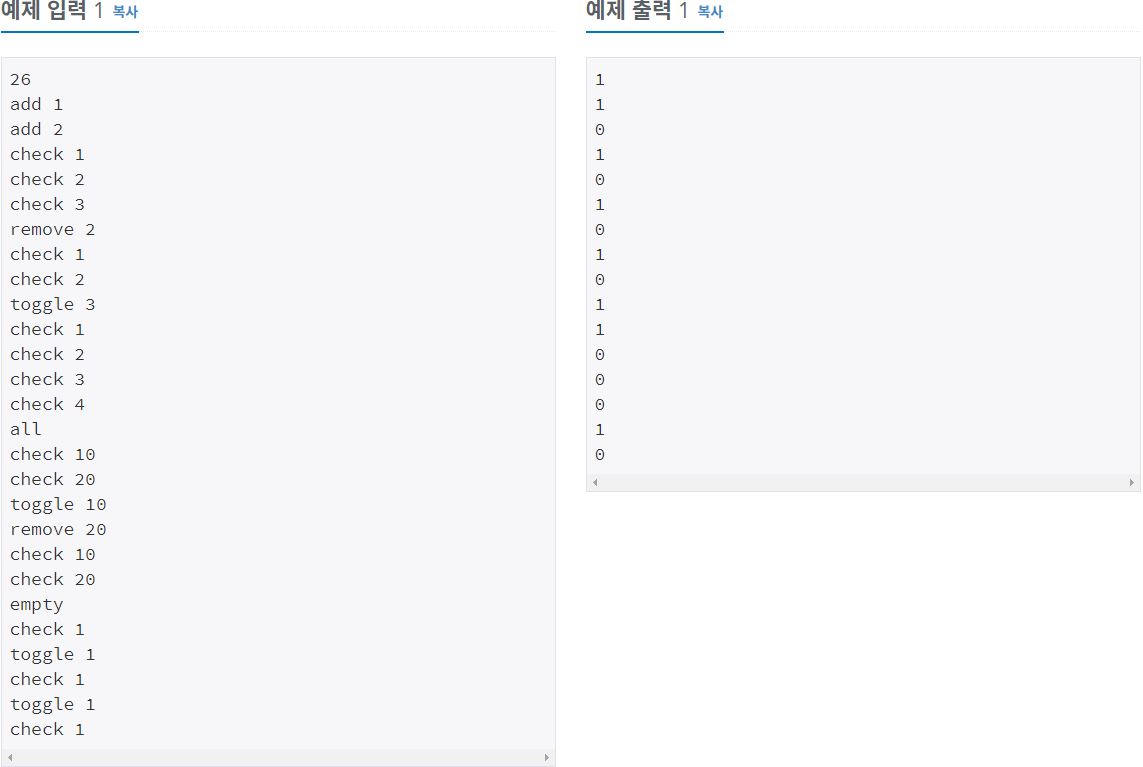 예제 입력 1 복사
26
add 1
add 2
check 1
check 2
check 3
remove 2
check 1
check 2
toggle 3
check 1
check 2
check 3
check 4
all
check 10
check 20
toggle 10
remove 20
check 10
check 20
empty
check 1
toggle 1
check 1
toggle 1
check 1
예제 출력 1 복사
1
1
0
1
0
1
0
1
0
1
1
0
0
0
1
0